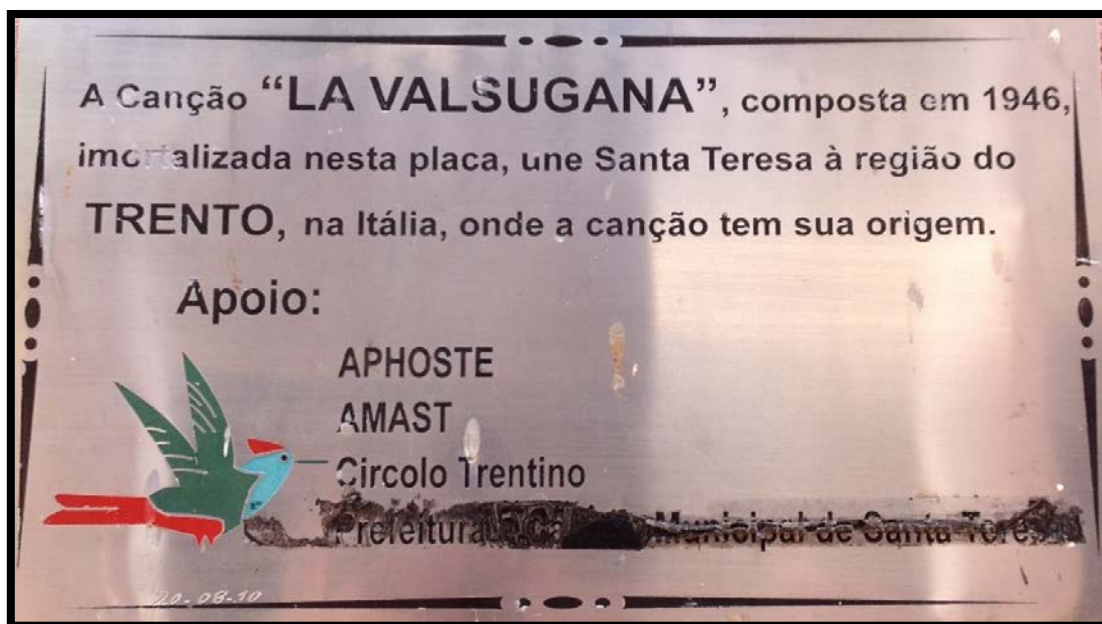 A Canção “LA VALSUGANA”, composta em 1946,
imortalizada nesta placa, une Santa Teresa à região do
TRENTO, na Itália, onde a canção tem sua origem.
Apoio:
APHOSTE
AMAST
Circolo Trentino
Prefeitura e Câmara Municipal de Santa Teresa
20-08-10